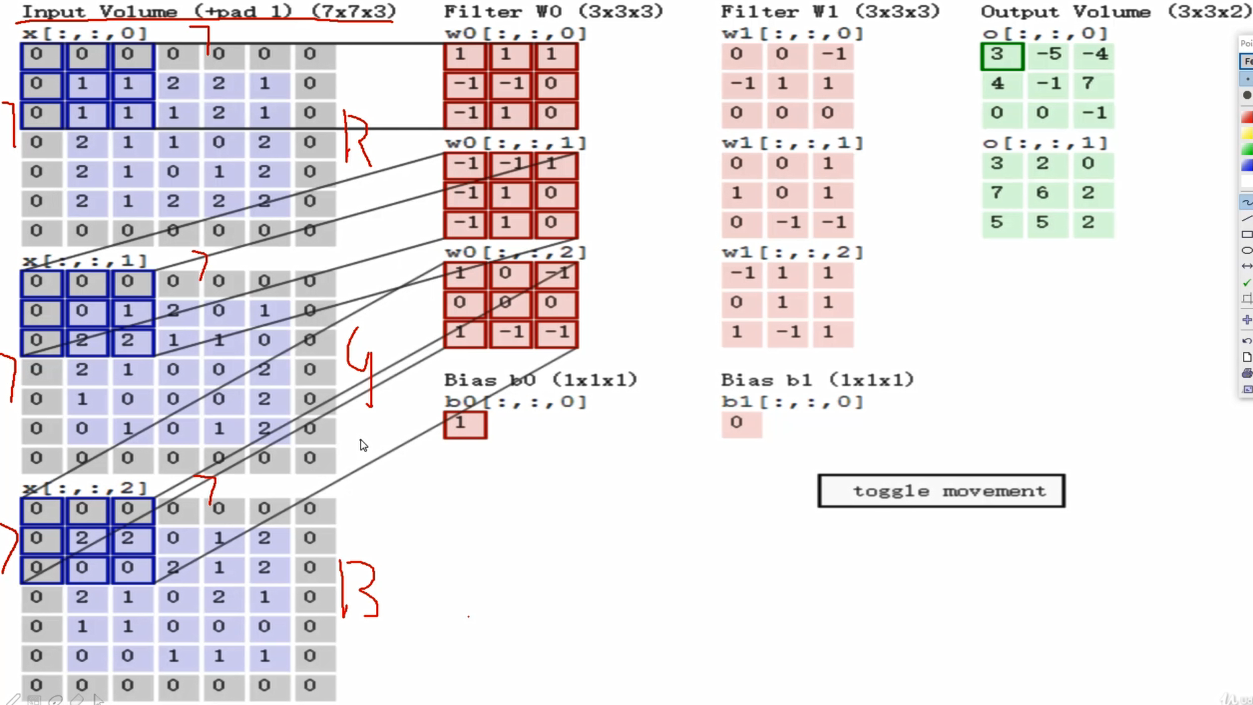 Input Volume (+pad 1) (7x7x3)
x[:,:,0]
7
0 0 0 0 0 0 0
0 1 1 2 2 1 0
0 1 1 1 2 1 0
0 2 1 1 0 2 0
0 2 1 0 1 2 0
0 2 1 2 2 2 0
0 0 0 0 0 0 0
7
R
x[:,:,1]
7
0 0 0 0 0 0 0
0 0 1 2 0 1 0
0 2 2 1 1 0 0
0 2 1 0 0 2 0
0 1 0 0 0 2 0
0 0 1 0 1 2 0
0 0 0 0 0 0 0
7
G
x[:,:,2]
7
0 0 0 0 0 0 0
0 2 2 0 1 2 0
0 0 0 2 1 2 0
0 2 1 0 2 1 0
0 1 1 0 0 0 0
0 0 0 1 1 1 0
0 0 0 0 0 0 0
7
B
Filter W0 (3x3x3)
w0[:,:,0]
1 1 1
-1 -1 0
-1 1 0
w0[:,:,1]
-1 -1 1
-1 1 0
-1 1 0
w0[:,:,2]
1 0 -1
0 0 0
1 -1 -1
Bias b0 (1x1x1)
b0[:,:,0]
1
Filter W1 (3x3x3)
w1[:,:,0]
0 0 -1
-1 1 1
0 0 0
w1[:,:,1]
0 0 1
1 0 1
0 -1 -1
w1[:,:,2]
-1 1 1
0 1 1
1 -1 1
Bias b1 (1x1x1)
b1[:,:,0]
0
Output Volume (3x3x2)
o[:,:,0]
3 -5 -4
4 -1 7
0 0 -1
o[:,:,1]
3 2 0
7 6 2
5 5 2
toggle movement